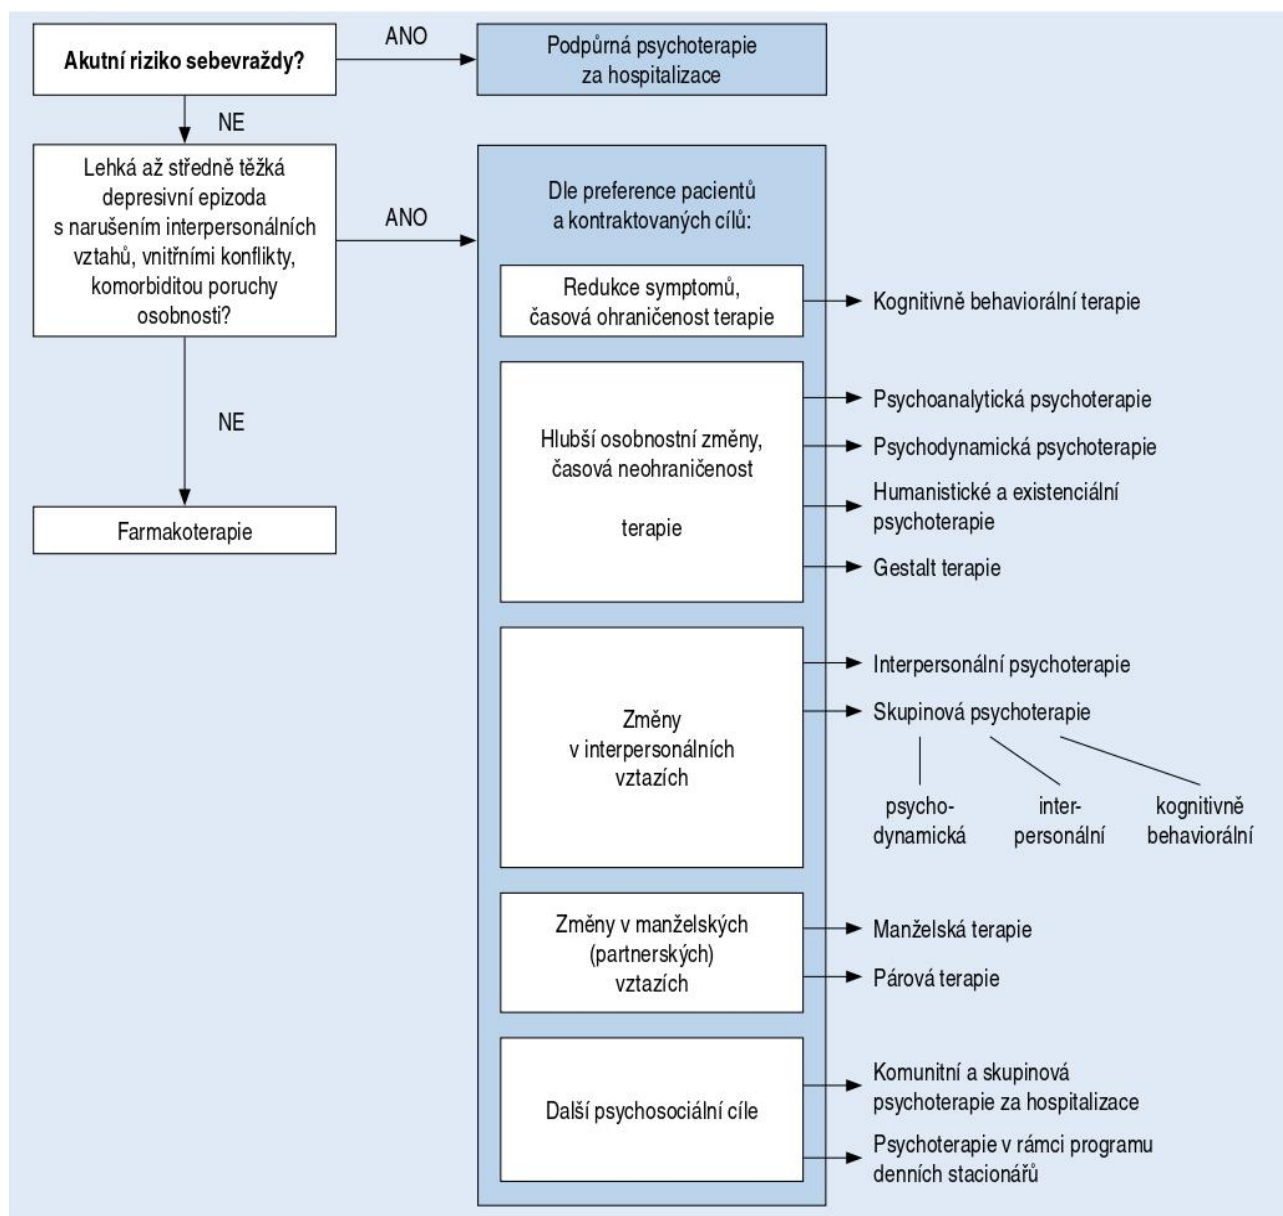 Akutní riziko sebevraždy?
ANO
Podpůrná psychoterapie
za hospitalizace
NE
Lehká až středně těžká
depresivní epizoda
s narušením interpersonálních
vztahů, vnitřními konflikty,
komorbiditou poruchy
osobnosti?
ANO
NE
Farmakoterapie
Dle preference pacientů
a kontraktovaných cílů:
Redukce symptomů,
časová ohraničenost terapie
Kognitivně behaviorální terapie
Hlubší osobnostní změny,
časová neohraničenost
terapie
Psychoanalytická psychoterapie
Psychodynamická psychoterapie
Humanistické a existenciální
psychoterapie
Gestalt terapie
Změny
v interpersonálních
vztazích
Interpersonální psychoterapie
Skupinová psychoterapie
psycho-
dynamická
inter-
personální
kognitivně
behaviorální
Změny v manželských
(partnerských)
vztazích
Manželská terapie
Párová terapie
Další psychosociální cíle
Komunitní a skupinová
psychoterapie za hospitalizace
Psychoterapie v rámci programu
denních stacionářů